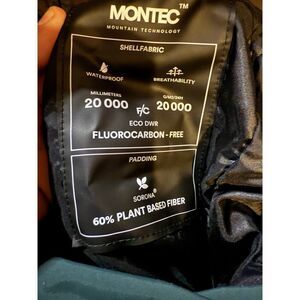 MONTEC™
MOUNTAIN TECHNOLOGY
SHELLFABRIC
WATERPROOF BREATHABILITY
MILLIMETERS G/M2/24H
20 000 F/C 20 000
ECO DWR
FLUOROCARBON - FREE
PADDING
SORONA®
60% PLANT BASED FIBER